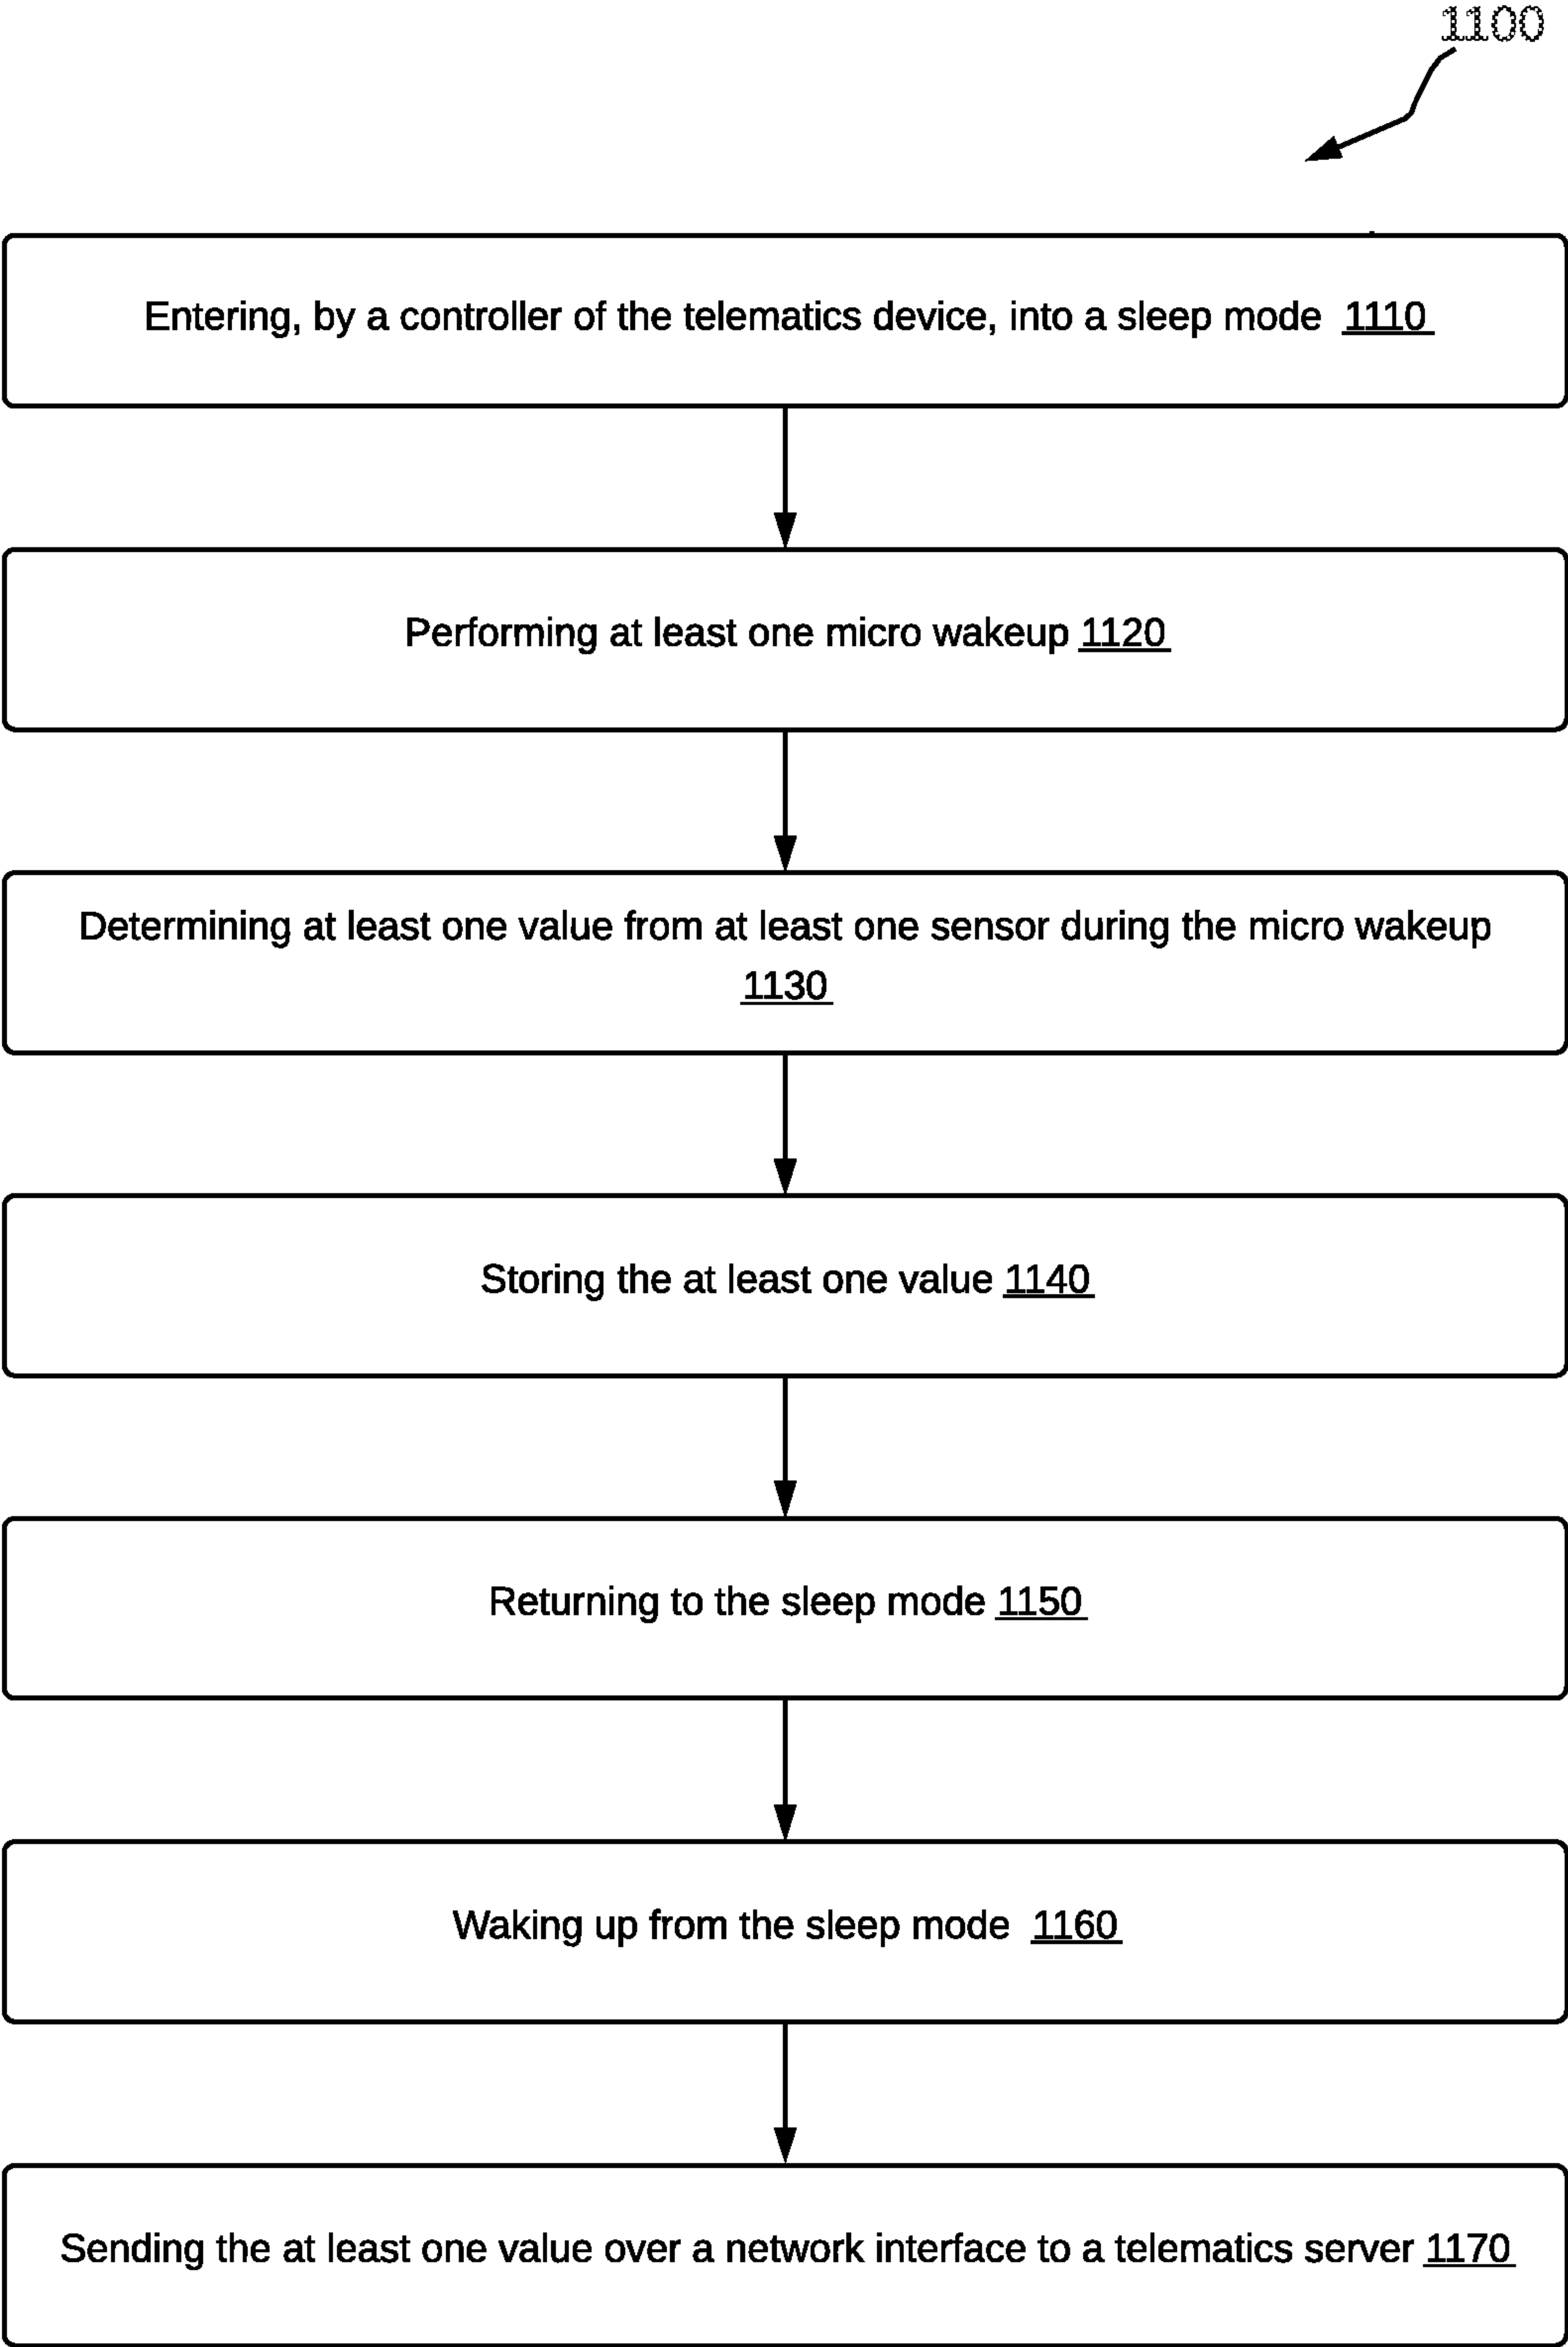 1100
Entering, by a controller of the telematics device, into a sleep mode 1110
Performing at least one micro wakeup 1120
Determining at least one value from at least one sensor during the micro wakeup
1130
Storing the at least one value 1140
Returning to the sleep mode 1150
Waking up from the sleep mode 1160
Sending the at least one value over a network interface to a telematics server 1170